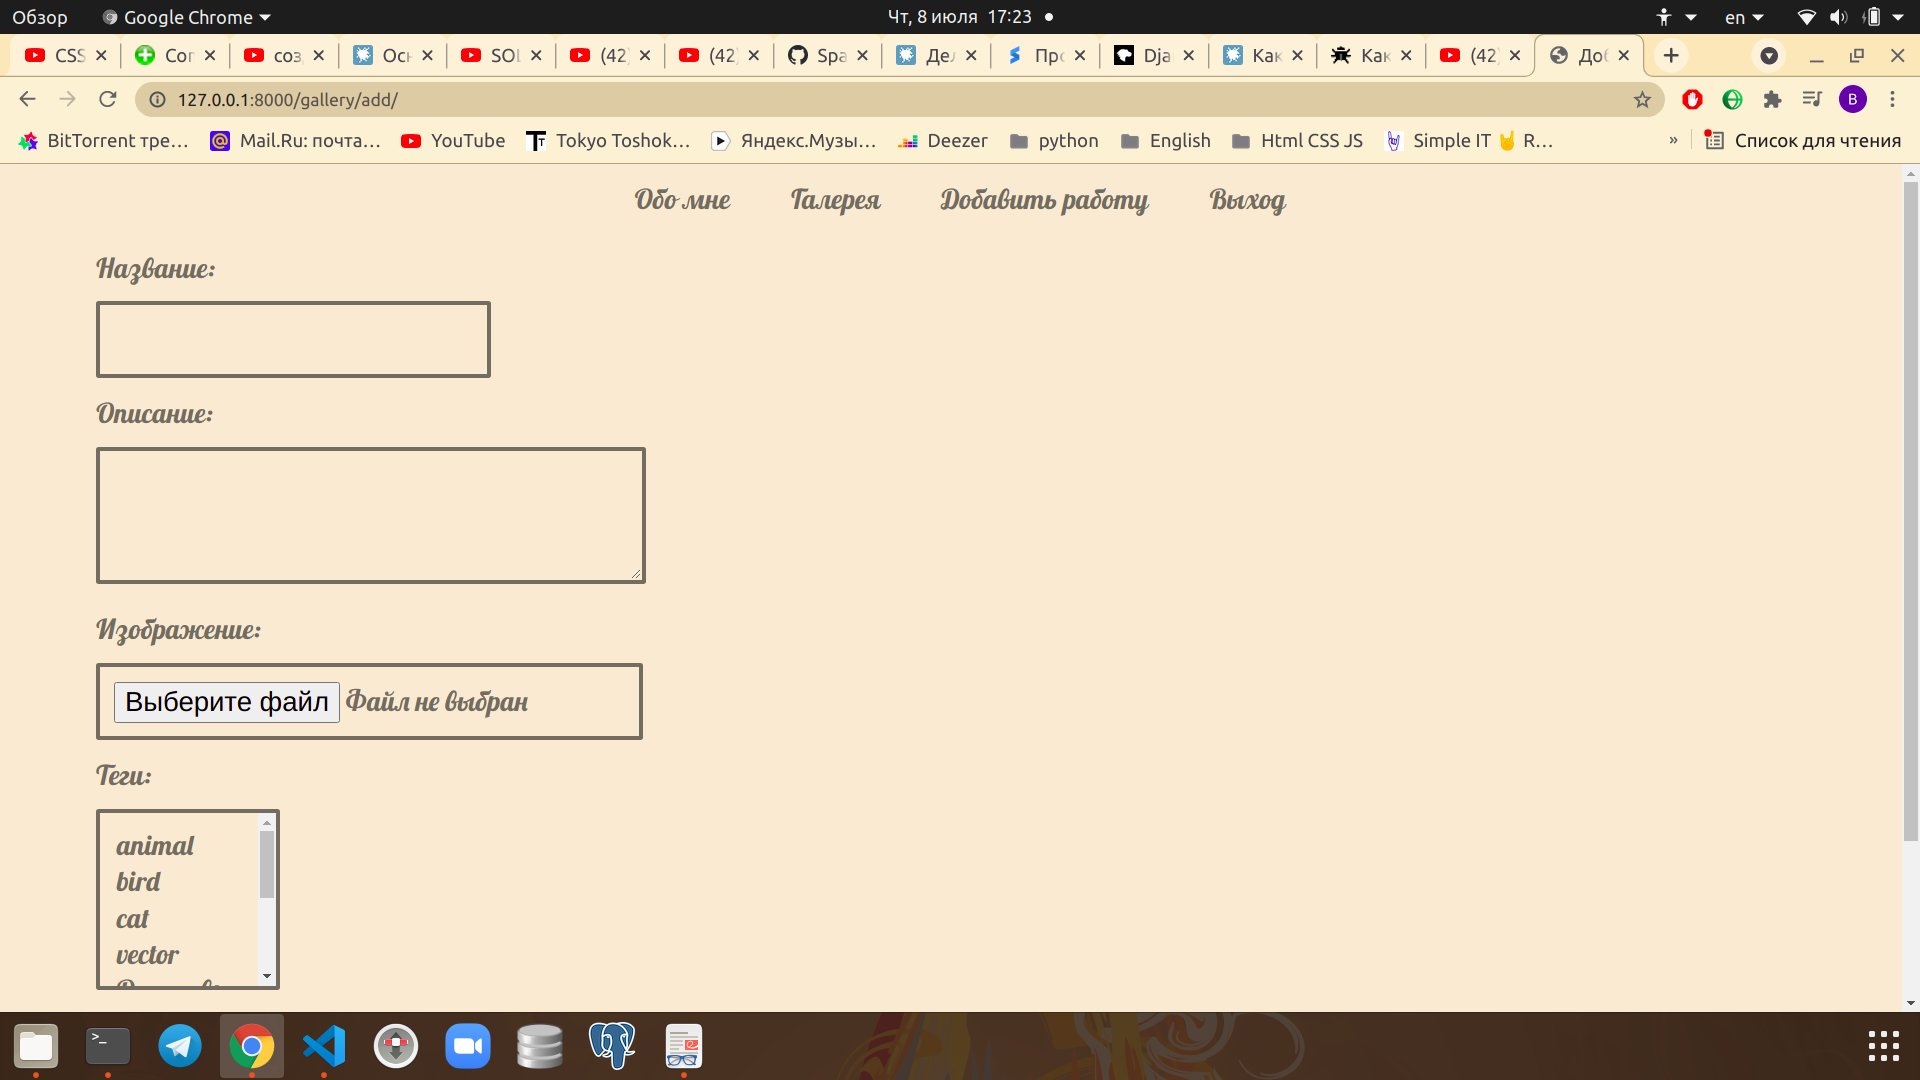 Обзор Google Chrome Чт, 8 июля 17:23 en
CSS Cor соз Осн SOL (42) (42) Spa Дел Про Dja Как Как (42) Доб
127.0.0.1:8000/gallery/add/ B
BitTorrent тре… Mail.Ru: почта… YouTube Tokyo Toshok… Яндекс.Музы… Deezer python English Html CSS JS Simple IT 🤘 R… » Список для чтения
Обо мне Галерея Добавить работу Выход
Название:
Описание:
Изображение:
Выберите файл Файл не выбран
Теги:
animal
bird
cat
vector